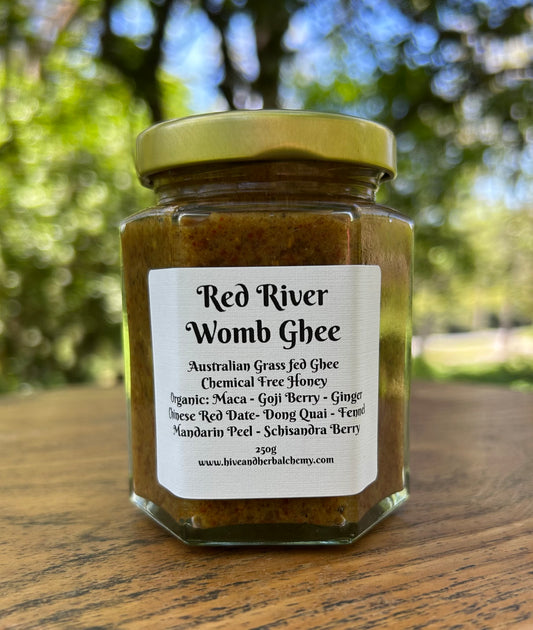 Red River
Womb Ghee
Australian Grass fed Ghee
Chemical Free Honey
Organic: Maca - Goji Berry - Ginger
Chinese Red Date- Dong Quai - Fennel
Mandarin Peel - Schisandra Berry
250g
www.hiveandherbalchemy.com